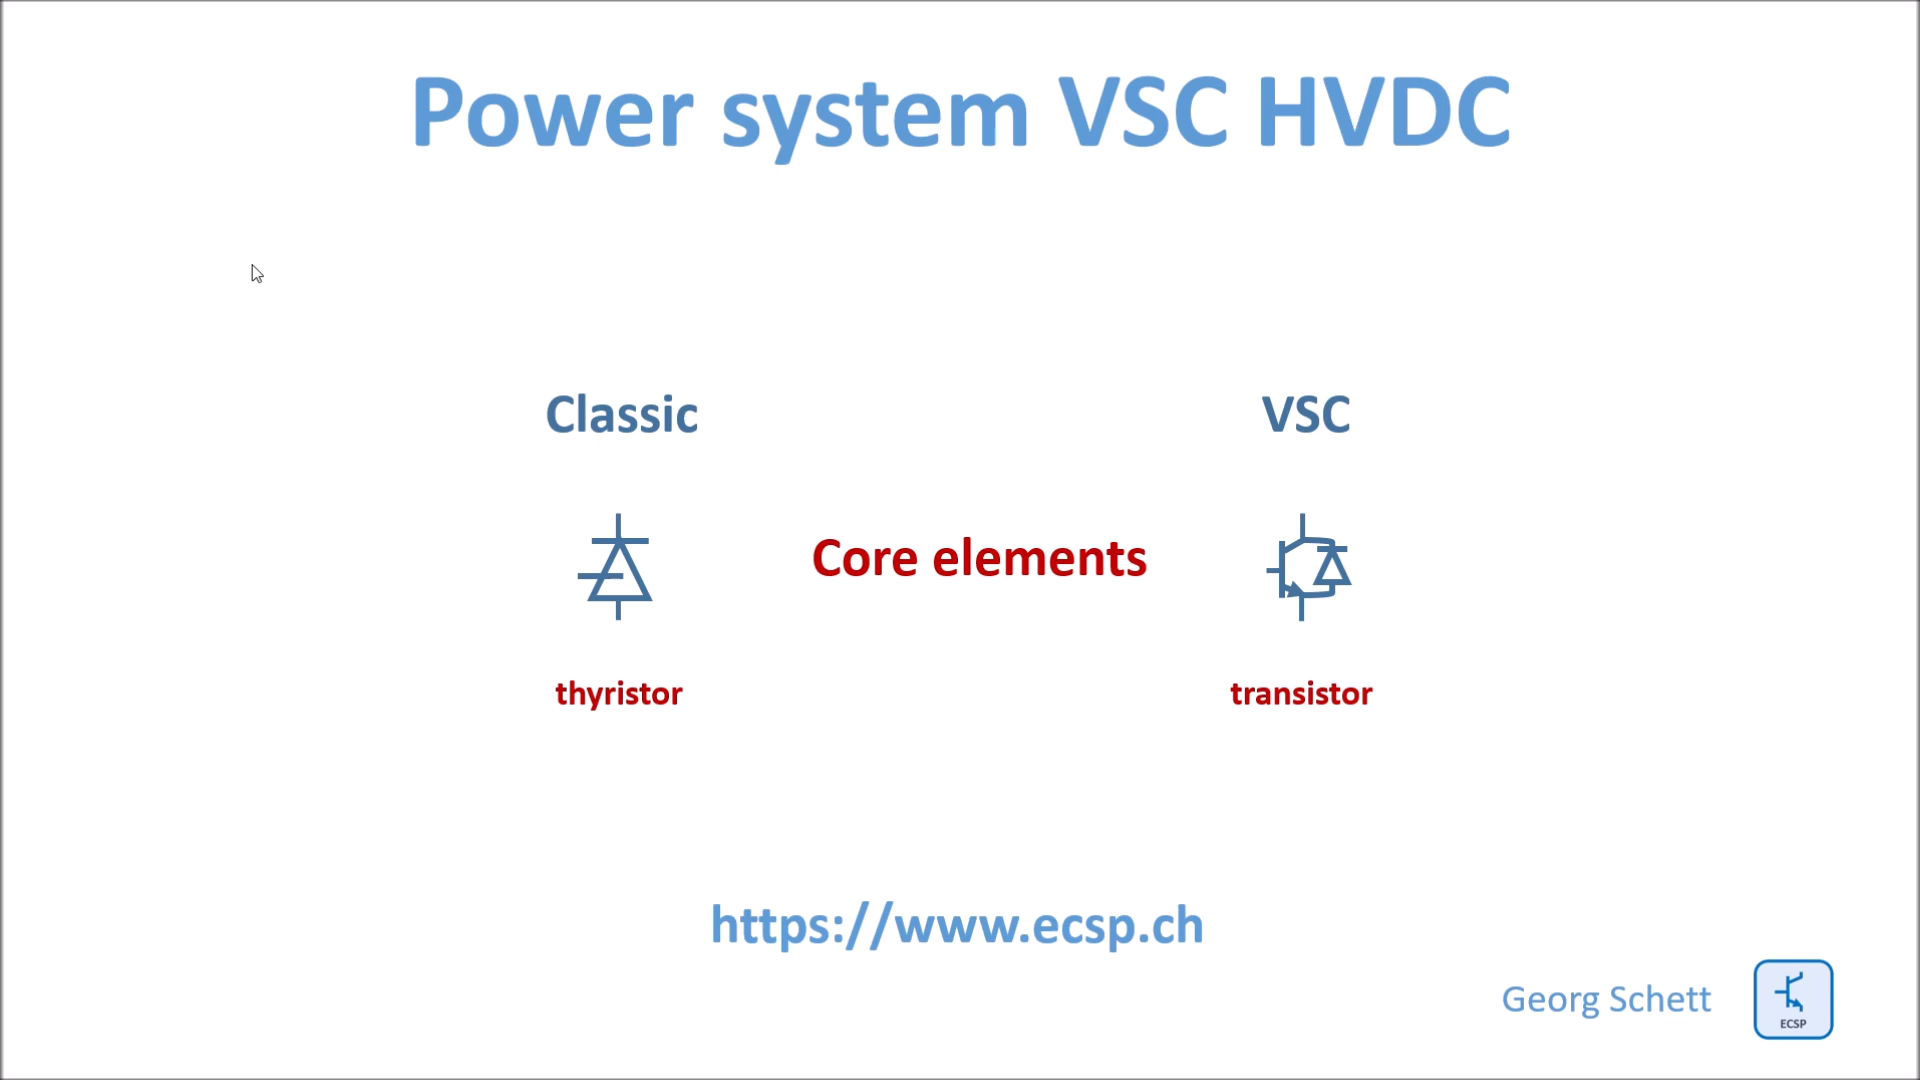 Power system VSC HVDC
Classic
VSC
Core elements
thyristor
transistor
https://www.ecsp.ch
Georg Schett
ECSP